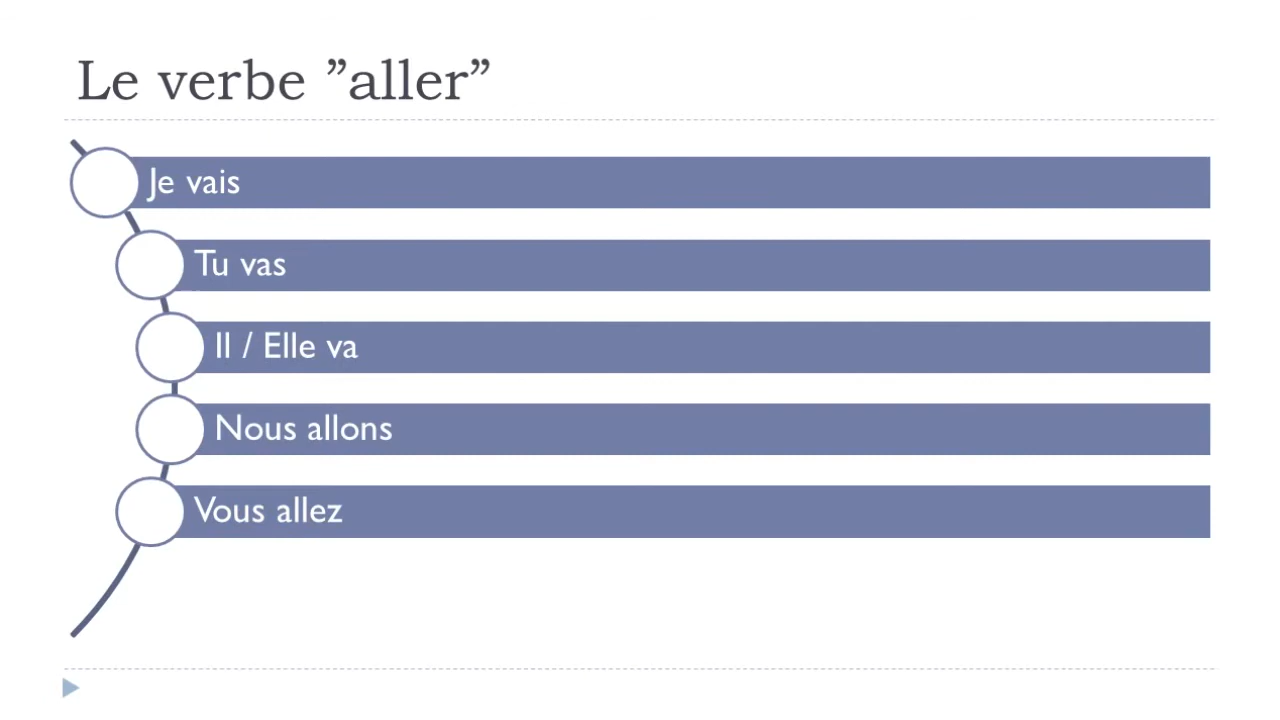 Le verbe ”aller”
Je vais
Tu vas
Il / Elle va
Nous allons
Vous allez